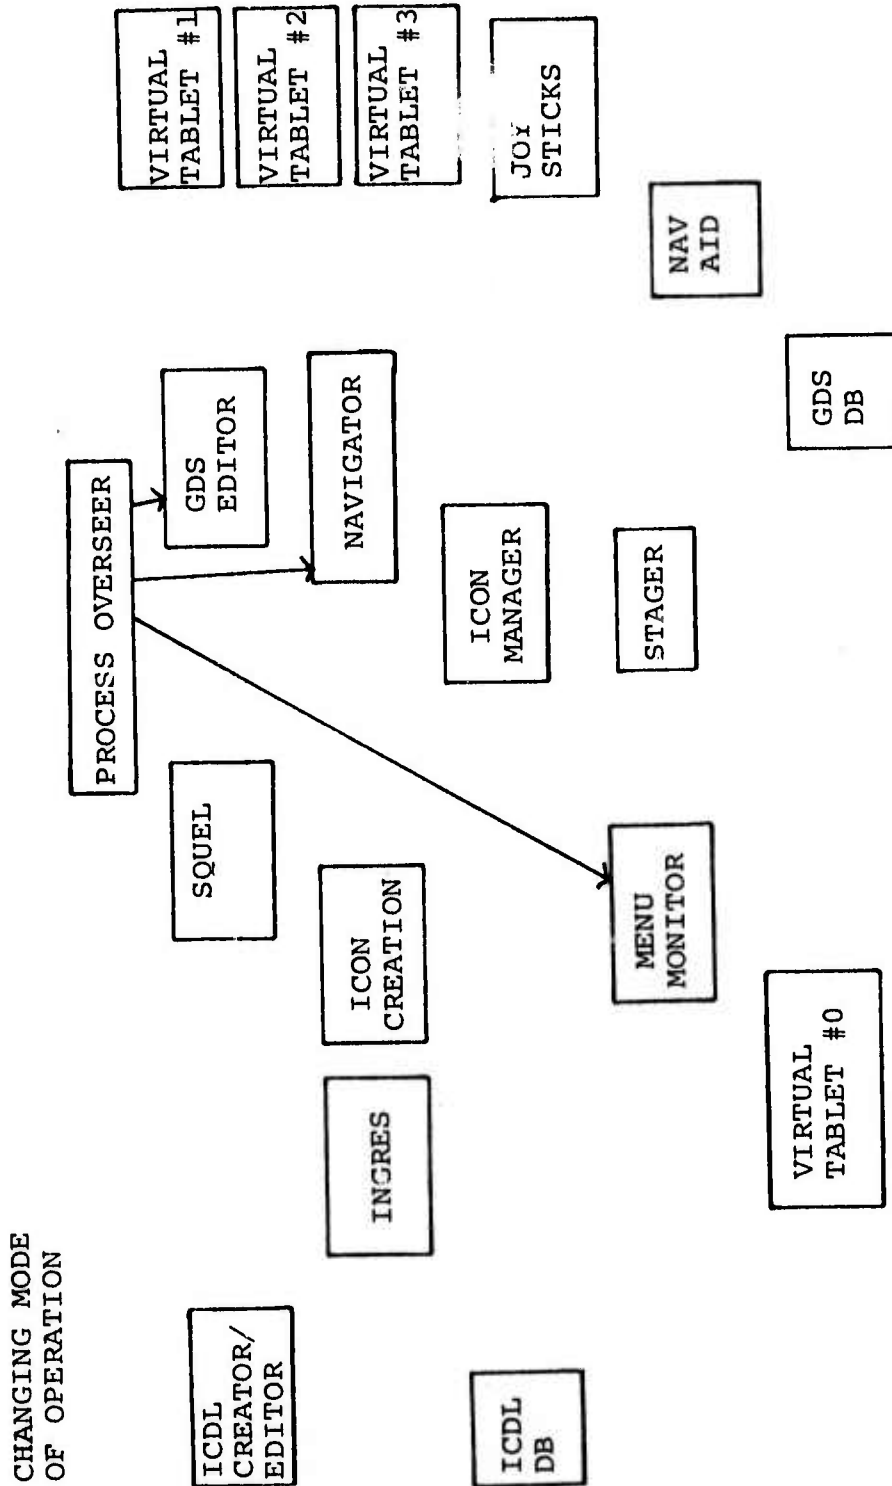 CHANGING MODE
OF OPERATION
PROCESS OVERSEER
ICDL
CREATOR/
EDITOR
SQUEL
GDS
EDITOR
VIRTUAL
TABLET #1
VIRTUAL
TABLET #2
VIRTUAL
TABLET #3
INGRES
ICON
CREATION
NAVIGATOR
ICDL
DB
ICON
MANAGER
JOY
STICKS
MENU
MONITOR
STAGER
NAV
AID
VIRTUAL
TABLET #0
GDS
DB